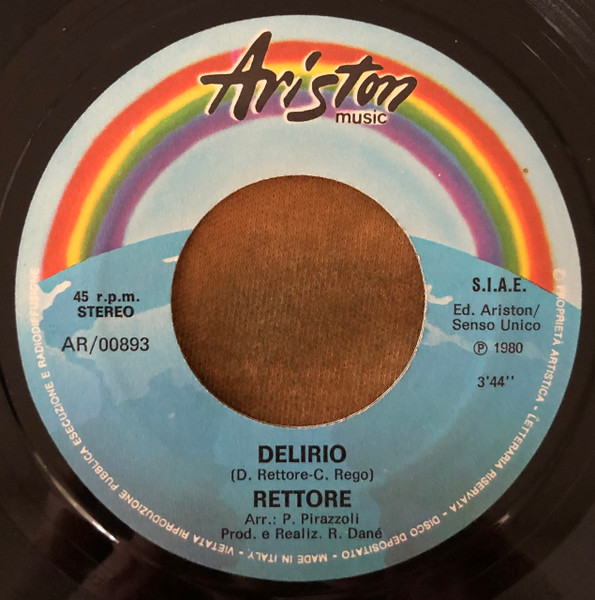 Ariston
music
45 r.p.m.
STEREO
AR/00893
S.I.A.E.
Ed. Ariston/
Senso Unico
℗ 1980
3'44''
DELIRIO
(D. Rettore-C. Rego)
RETTORE
Arr.: P. Pirazzoli
Prod. e Realiz. R. Dané
PROPRIETA ARTISTICA - LETTERARIA RISERVATA - DISCO DEPOSITATO - MADE IN ITALY - VIETATA RIPRODUZIONE PUBBLICA ESECUZIONE E RADIODIFFUSIONE